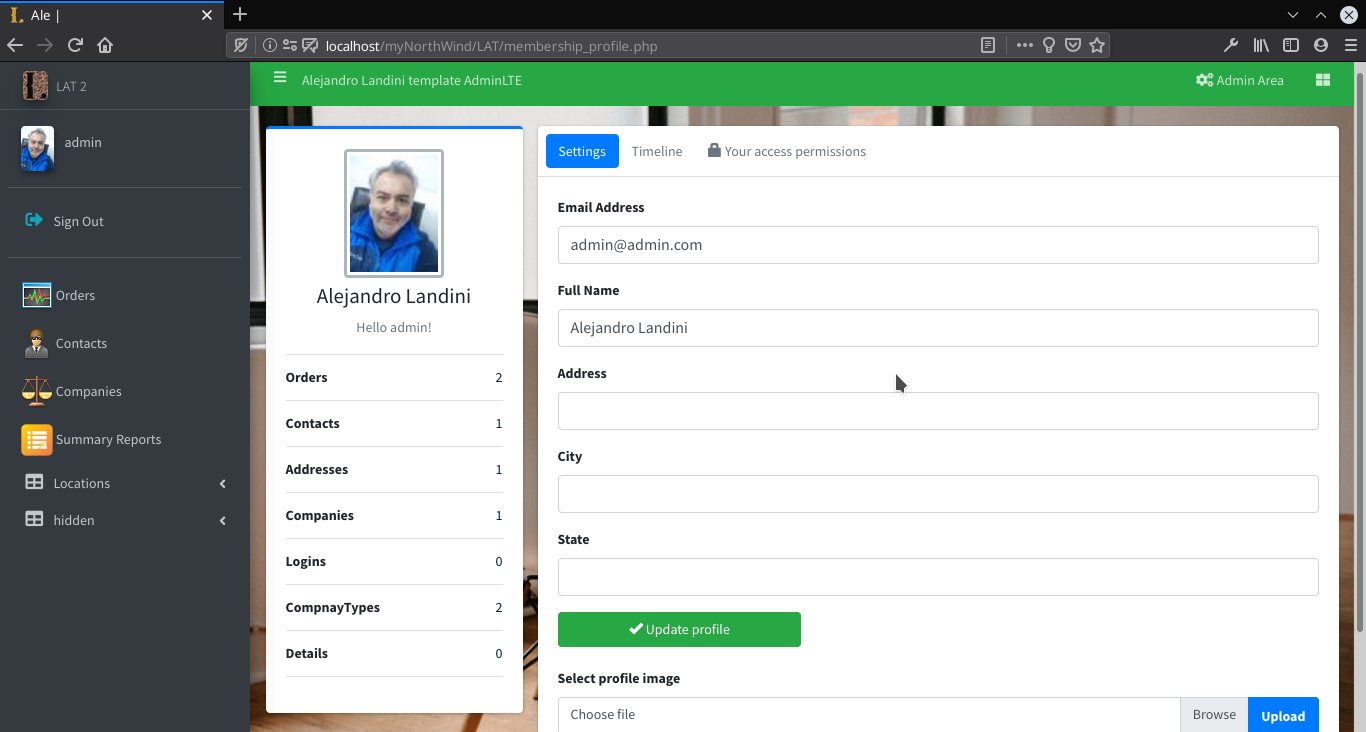 Ale |
localhost/myNorthWind/LAT/membership_profile.php
LAT 2
admin
Sign Out
Orders
Contacts
Companies
Summary Reports
Locations
hidden
Alejandro Landini template AdminLTE
Admin Area
Alejandro Landini
Hello admin!
Orders 2
Contacts 1
Addresses 1
Companies 1
Logins 0
CompnayTypes 2
Details 0
Settings Timeline Your access permissions
Email Address
admin@admin.com
Full Name
Alejandro Landini
Address
City
State
Update profile
Select profile image
Choose file Browse Upload